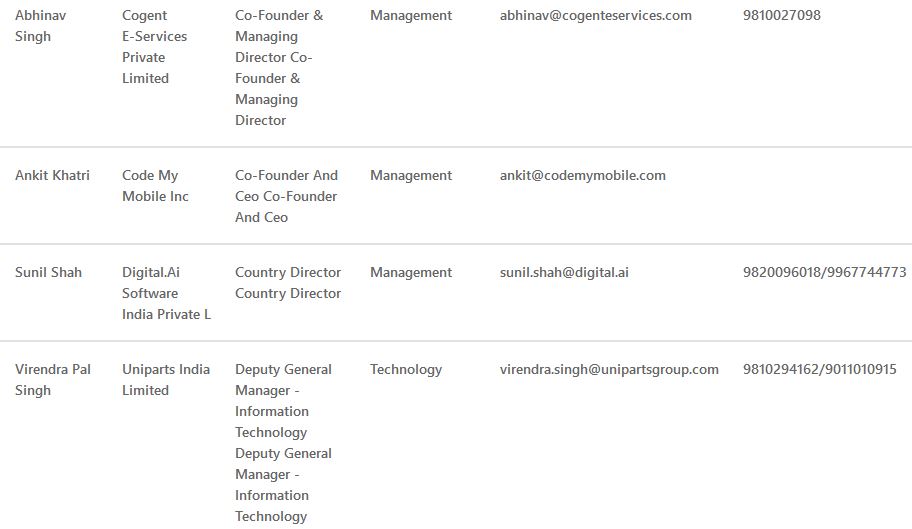 Abhinav Singh
Cogent E-Services Private Limited
Co-Founder & Managing Director Co-Founder & Managing Director
Management
abhinav@cogenteservices.com
9810027098
Ankit Khatri
Code My Mobile Inc
Co-Founder And Ceo Co-Founder And Ceo
Management
ankit@codemymobile.com
Sunil Shah
Digital.Ai Software India Private L
Country Director Country Director
Management
sunil.shah@digital.ai
9820096018/9967744773
Virendra Pal Singh
Uniparts India Limited
Deputy General Manager - Information Technology Deputy General Manager - Information Technology
Technology
virendra.singh@unipartsgroup.com
9810294162/9011010915